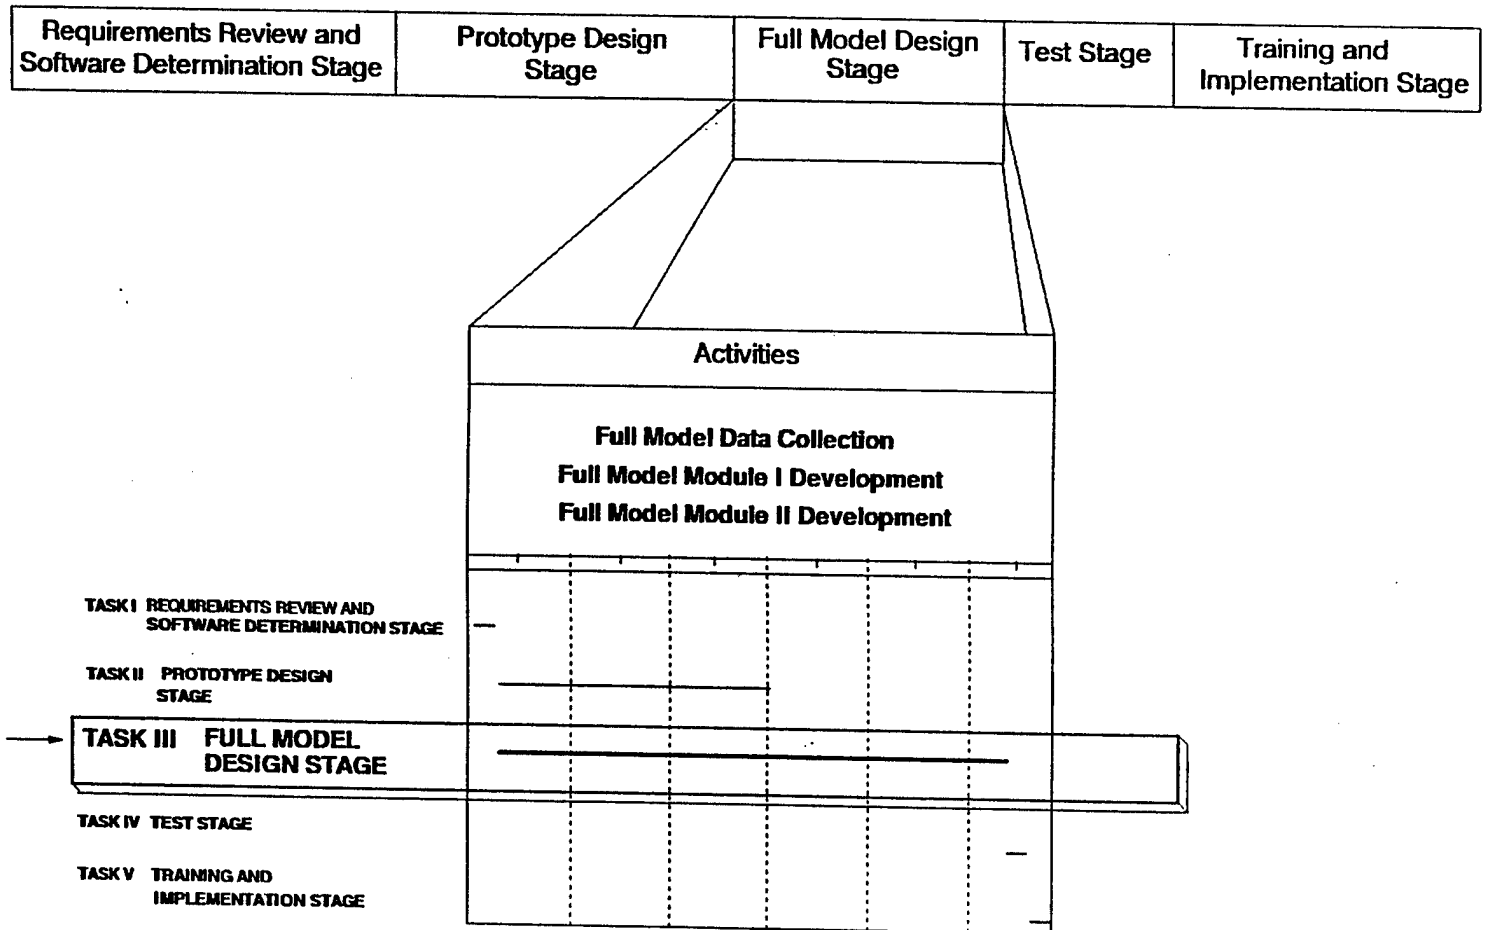 Requirements Review and
Software Determination Stage
Prototype Design
Stage
Full Model Design
Stage
Test Stage
Training and
Implementation Stage
Activities
Full Model Data Collection
Full Model Module I Development
Full Model Module II Development
TASK I REQUIREMENTS REVIEW AND
SOFTWARE DETERMINATION STAGE
TASK II PROTOTYPE DESIGN
STAGE
TASK III FULL MODEL
DESIGN STAGE
TASK IV TEST STAGE
TASK V TRAINING AND
IMPLEMENTATION STAGE